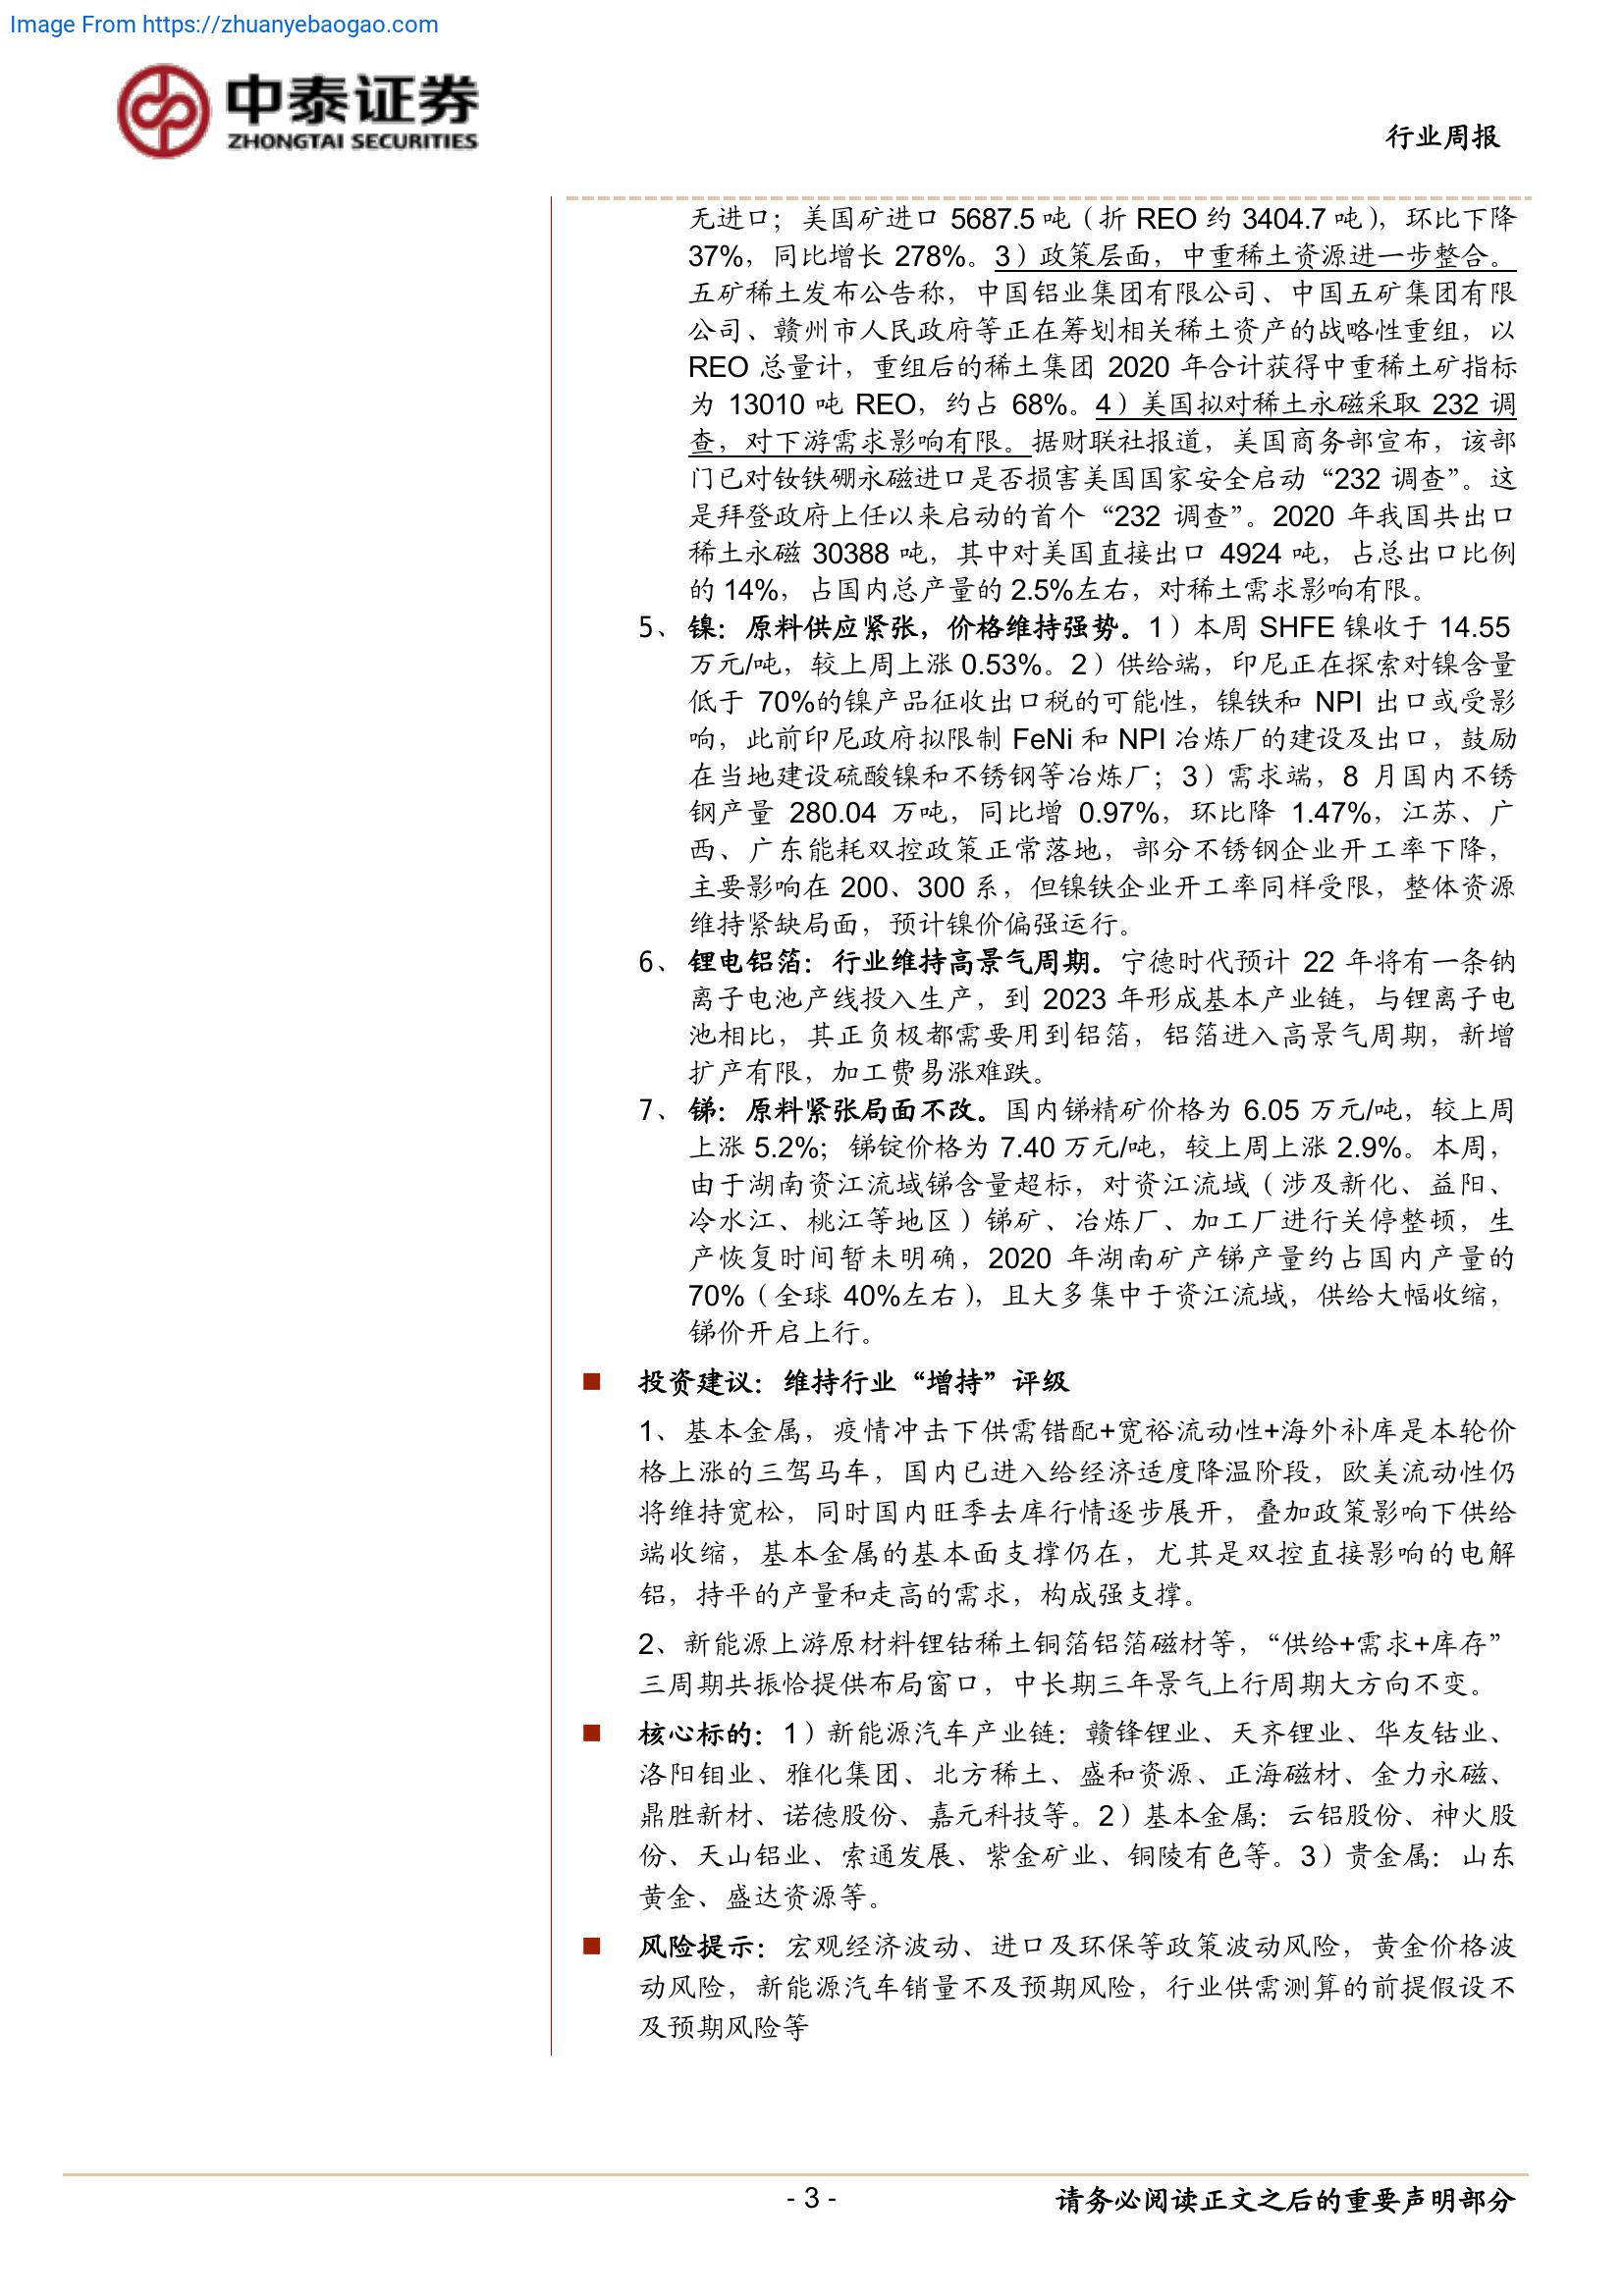 Image From https://zhuanyebaogao.com
中泰证券
ZHONGTAI SECURITIES
行业周报
无进口；美国矿进口 5687.5 吨（折 REO 约 3404.7 吨），环比下降
37%，同比增长 278%。3）政策层面，中重稀土资源进一步整合。
五矿稀土发布公告称，中国铝业集团有限公司、中国五矿集团有限
公司、赣州市人民政府等正在筹划相关稀土资产的战略性重组，以
REO 总量计，重组后的稀土集团 2020 年合计获得中重稀土矿指标
为 13010 吨 REO，约占 68%。4）美国拟对稀土永磁采取 232 调
查，对下游需求影响有限。据财联社报道，美国商务部宣布，该部
门已对钕铁硼永磁进口是否损害美国国家安全启动“232 调查”。这
是拜登政府上任以来启动的首个“232 调查”。2020 年我国共出口
稀土永磁 30388 吨，其中对美国直接出口 4924 吨，占总出口比例
的 14%，占国内总产量的 2.5%左右，对稀土需求影响有限。
5、镍：原料供应紧张，价格维持强势。1）本周 SHFE 镍收于 14.55
万元/吨，较上周上涨 0.53%。2）供给端，印尼正在探索对镍含量
低于 70%的镍产品征收出口税的可能性，镍铁和 NPI 出口或受影
响，此前印尼政府拟限制 FeNi 和 NPI 冶炼厂的建设及出口，鼓励
在当地建设硫酸镍和不锈钢等冶炼厂；3）需求端，8 月国内不锈
钢产量 280.04 万吨，同比增 0.97%，环比降 1.47%，江苏、广
西、广东能耗双控政策正常落地，部分不锈钢企业开工率下降，
主要影响在 200、300 系，但镍铁企业开工率同样受限，整体资源
维持紧缺局面，预计镍价偏强运行。
6、锂电铝箔：行业维持高景气周期。宁德时代预计 22 年将有一条钠
离子电池产线投入生产，到 2023 年形成基本产业链，与锂离子电
池相比，其正负极都需要用到铝箔，铝箔进入高景气周期，新增
扩产有限，加工费易涨难跌。
7、锑：原料紧张局面不改。国内锑精矿价格为 6.05 万元/吨，较上周
上涨 5.2%；锑锭价格为 7.40 万元/吨，较上周上涨 2.9%。本周，
由于湖南资江流域锑含量超标，对资江流域（涉及新化、益阳、
冷水江、桃江等地区）锑矿、冶炼厂、加工厂进行关停整顿，生
产恢复时间暂未明确，2020 年湖南矿产锑产量约占国内产量的
70%（全球 40%左右），且大多集中于资江流域，供给大幅收缩，
锑价开启上行。
■ 投资建议：维持行业“增持”评级
1、基本金属，疫情冲击下供需错配+宽裕流动性+海外补库是本轮价
格上涨的三驾马车，国内已进入给经济适度降温阶段，欧美流动性仍
将维持宽松，同时国内旺季去库行情逐步展开，叠加政策影响下供给
端收缩，基本金属的基本面支撑仍在，尤其是双控直接影响的电解
铝，持平的产量和走高的需求，构成强支撑。
2、新能源上游原材料锂钴稀土铜箔铝箔磁材等，“供给+需求+库存”
三周期共振恰提供布局窗口，中长期三年景气上行周期大方向不变。
■ 核心标的：1）新能源汽车产业链：赣锋锂业、天齐锂业、华友钴业、
洛阳钼业、雅化集团、北方稀土、盛和资源、正海磁材、金力永磁、
鼎胜新材、诺德股份、嘉元科技等。2）基本金属：云铝股份、神火股
份、天山铝业、索通发展、紫金矿业、铜陵有色等。3）贵金属：山东
黄金、盛达资源等。
■ 风险提示：宏观经济波动、进口及环保等政策波动风险，黄金价格波
动风险，新能源汽车销量不及预期风险，行业供需测算的前提假设不
及预期风险等
- 3 -
请务必阅读正文之后的重要声明部分